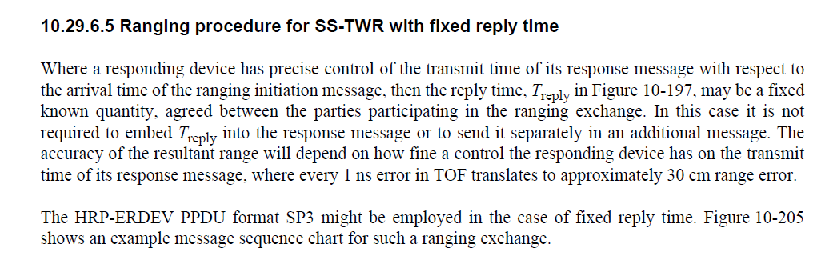 10.29.6.5 Ranging procedure for SS-TWR with fixed reply time
Where a responding device has precise control of the transmit time of its response message with respect to
the arrival time of the ranging initiation message, then the reply time, Treply in Figure 10-197, may be a fixed
known quantity, agreed between the parties participating in the ranging exchange. In this case it is not
required to embed Treply into the response message or to send it separately in an additional message. The
accuracy of the resultant range will depend on how fine a control the responding device has on the transmit
time of its response message, where every 1 ns error in TOF translates to approximately 30 cm range error.
The HRP-ERDEV PPDU format SP3 might be employed in the case of fixed reply time. Figure 10-205
shows an example message sequence chart for such a ranging exchange.